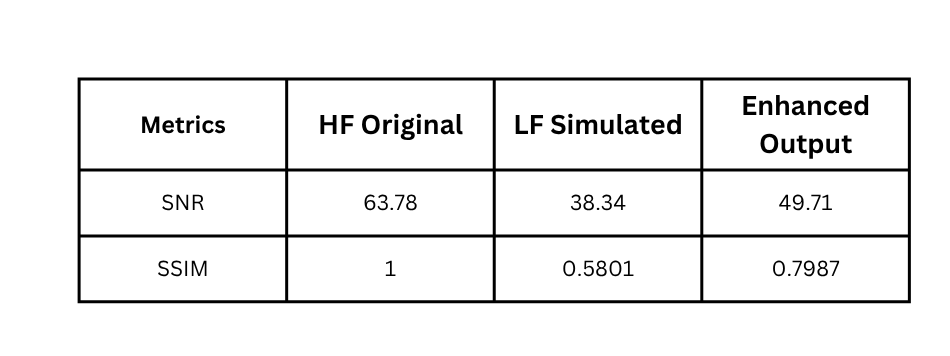 Metrics HF Original LF Simulated Enhanced
Output
SNR 63.78 38.34 49.71
SSIM 1 0.5801 0.7987